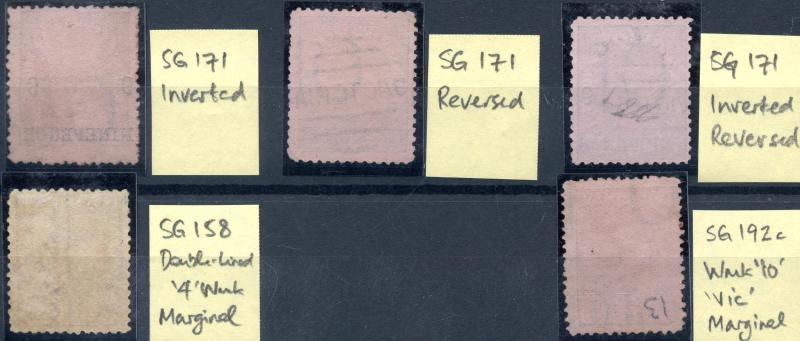 SG 171
Inverted
SG 171
Reversed
SG 171
Inverted
Reversed
SG 158
Double-Lined
'4' Wmk
Marginal
SG 192c
Wmk '10'
'Vic'
Marginal
13